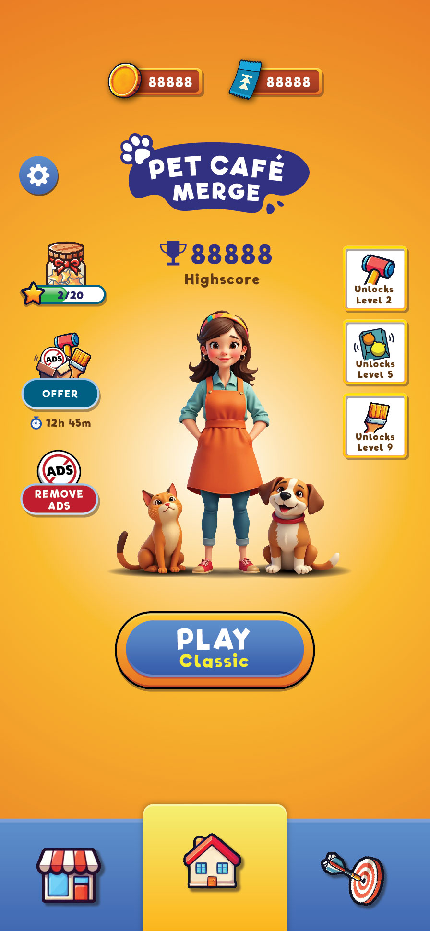 88888
88888
PET CAFÉ
MERGE
88888
Highscore
2/20
Unlocks
Level 2
ADS
OFFER
12h 45m
Unlocks
Level 5
Unlocks
Level 9
ADS
REMOVE
ADS
PLAY
Classic